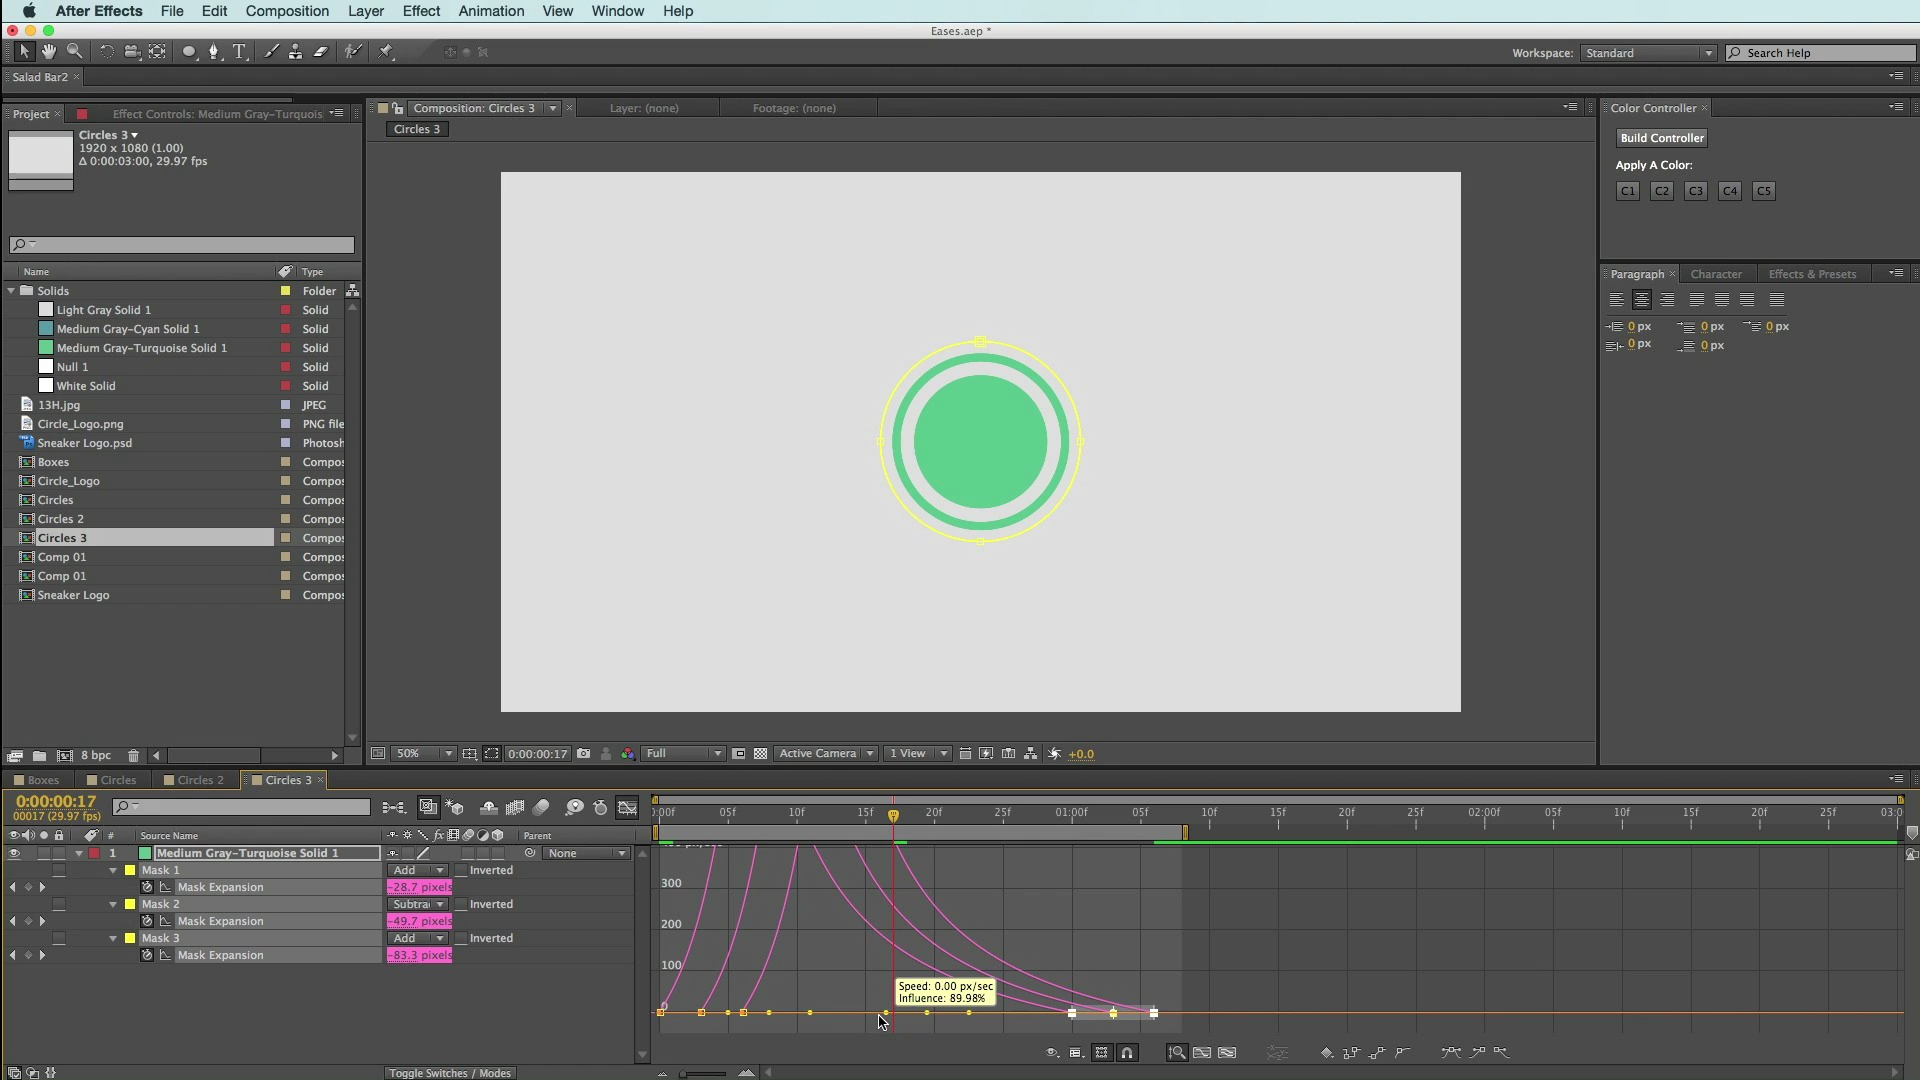 After Effects File Edit Composition Layer Effect Animation View Window Help
Eases.aep *
Workspace: Standard Search Help
Salad Bar2
Project Effect Controls: Medium Gray-Turquois
Composition: Circles 3 Layer: (none) Footage: (none)
Circles 3
Circles 3
1920 x 1080 (1.00)
Δ 0:00:03:00, 29.97 fps
Color Controller
Build Controller
Apply A Color:
C1 C2 C3 C4 C5
Paragraph Character Effects & Presets
0 px 0 px 0 px
0 px 0 px
Name Type
Solids Folder
Light Gray Solid 1 Solid
Medium Gray-Cyan Solid 1 Solid
Medium Gray-Turquoise Solid 1 Solid
Null 1 Solid
White Solid Solid
13H.jpg JPEG
Circle_Logo.png PNG file
Sneaker Logo.psd Photosh
Boxes Compos
Circle_Logo Compos
Circles Compos
Circles 2 Compos
Circles 3 Compos
Comp 01 Compos
Comp 01 Compos
Sneaker Logo Compos
8 bpc
50% 0:00:00:17 Full Active Camera 1 View +0.0
Boxes Circles Circles 2 Circles 3
0:00:00:17
00017 (29.97 fps)
# Source Name Parent
1 Medium Gray-Turquoise Solid 1 None
Mask 1 Add Inverted
Mask Expansion -28.7 pixels
Mask 2 Subtra Inverted
Mask Expansion -49.7 pixels
Mask 3 Add Inverted
Mask Expansion -83.3 pixels
:00f 05f 10f 15f 20f 25f 01:00f 05f 10f 15f 20f 25f 02:00f 05f 10f 15f 20f 25f 03:0
300
200
100
0
Speed: 0.00 px/sec
Influence: 89.98%
Toggle Switches / Modes